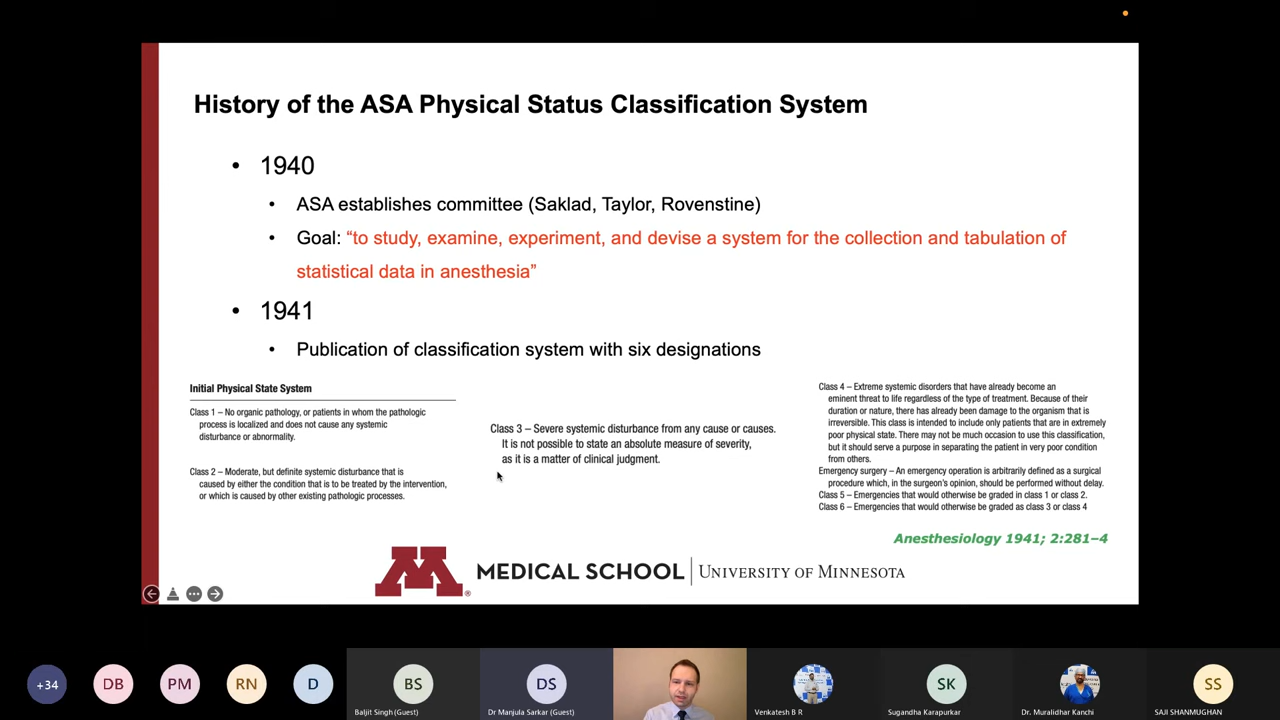 History of the ASA Physical Status Classification System
• 1940
• ASA establishes committee (Saklad, Taylor, Rovenstine)
• Goal: “to study, examine, experiment, and devise a system for the collection and tabulation of
statistical data in anesthesia”
• 1941
• Publication of classification system with six designations
Initial Physical State System
Class 1 – No organic pathology, or patients in whom the pathologic
process is localized and does not cause any systemic
disturbance or abnormality.
Class 2 – Moderate, but definite systemic disturbance that is
caused by either the condition that is to be treated by the intervention,
or which is caused by other existing pathologic processes.
Class 3 – Severe systemic disturbance from any cause or causes.
It is not possible to state an absolute measure of severity,
as it is a matter of clinical judgment.
Class 4 – Extreme systemic disorders that have already become an
eminent threat to life regardless of the type of treatment. Because of their
duration or nature, there has already been damage to the organism that is
irreversible. This class is intended to include only patients that are in extremely
poor physical state. There may not be much occasion to use this classification,
but it should serve a purpose in separating the patient in very poor condition
from others.
Emergency surgery – An emergency operation is arbitrarily defined as a surgical
procedure which, in the surgeon's opinion, should be performed without delay.
Class 5 – Emergencies that would otherwise be graded in class 1 or class 2.
Class 6 – Emergencies that would otherwise be graded as class 3 or class 4
Anesthesiology 1941; 2:281–4
M® MEDICAL SCHOOL | UNIVERSITY OF MINNESOTA
+34
DB
PM
RN
D
BS
Baljit Singh (Guest)
DS
Dr Manjula Sarkar (Guest)
Venkatesh B R
SK
Sugandha Karapurkar
Dr. Muralidhar Kanchi
SS
SAJI SHANMUGHAN